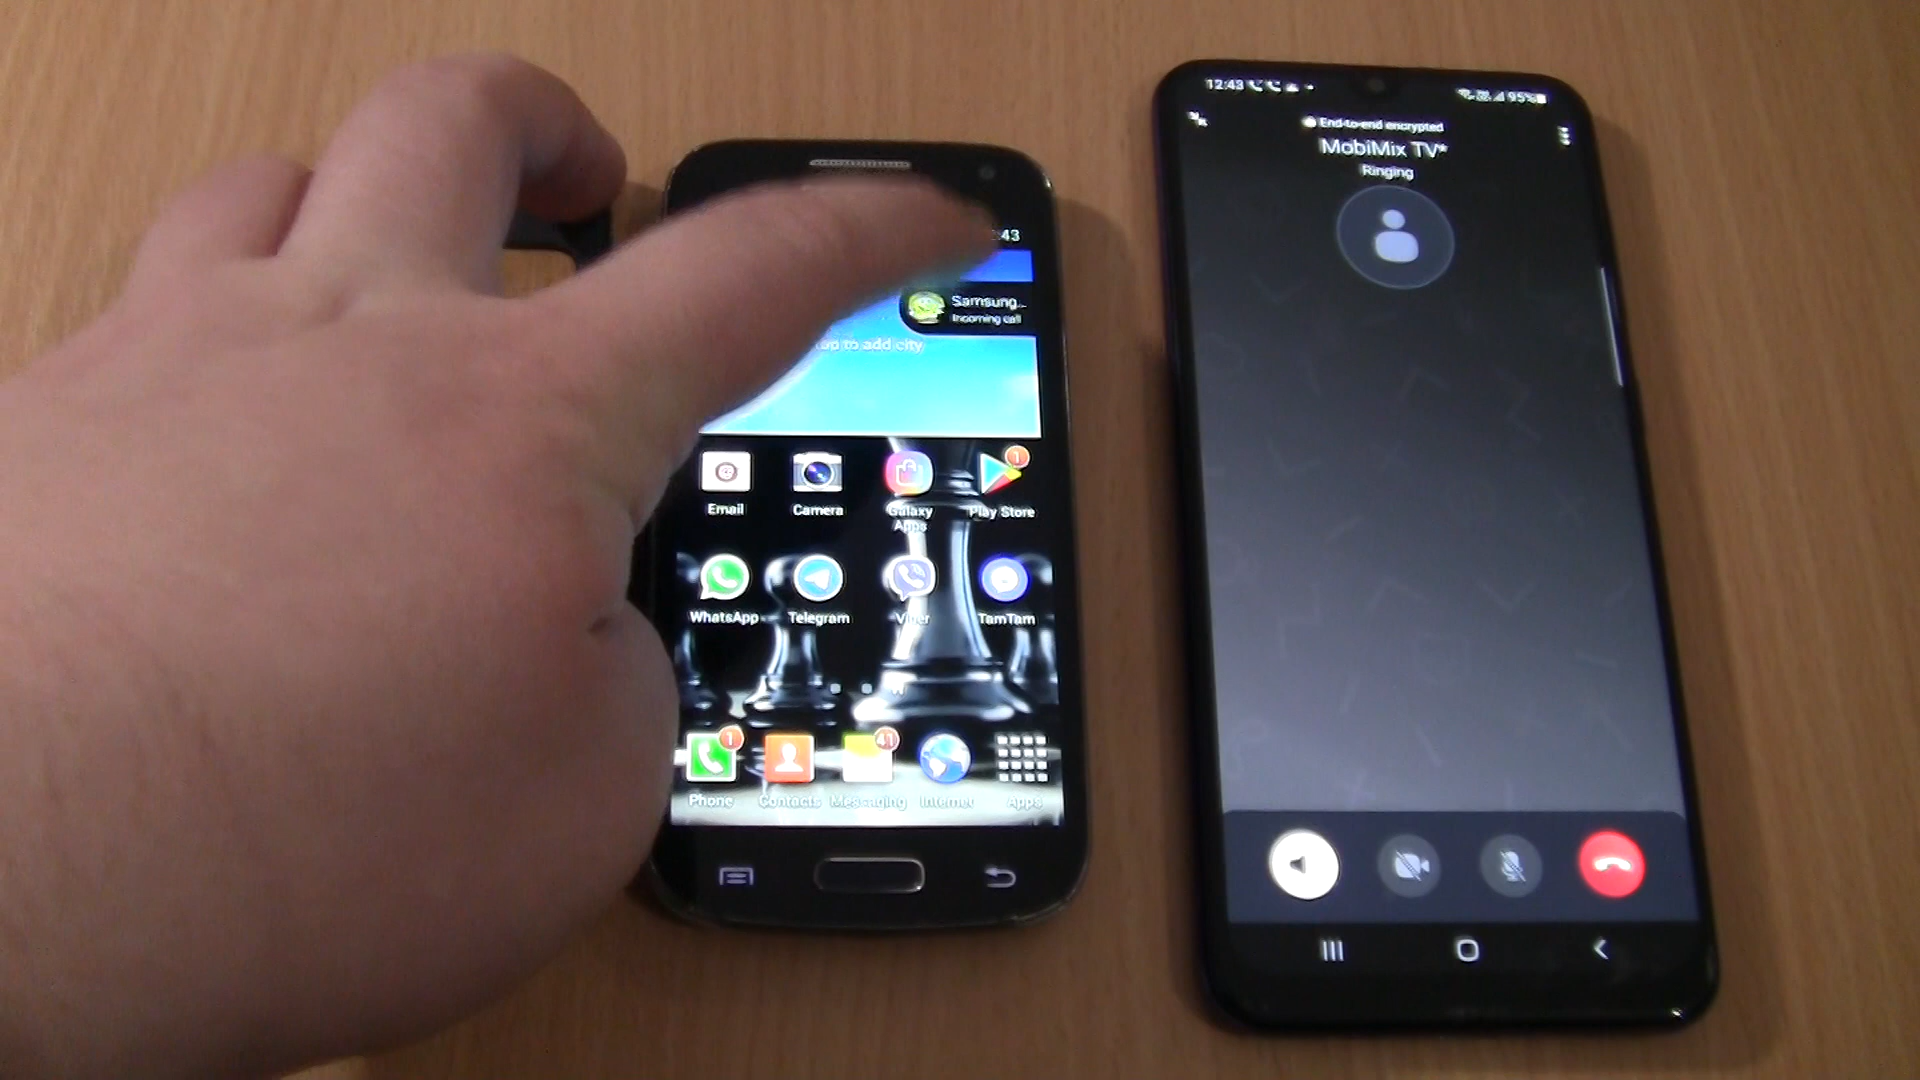 :43
Samsung...
Incoming call
to add city
Email
Camera
Galaxy
Apps
Play Store
1
WhatsApp
Telegram
Viber
TamTam
1
41
Phone
Contacts
Messaging
Internet
Apps
12:43
95%
End-to-end encrypted
MobiMix TV*
Ringing